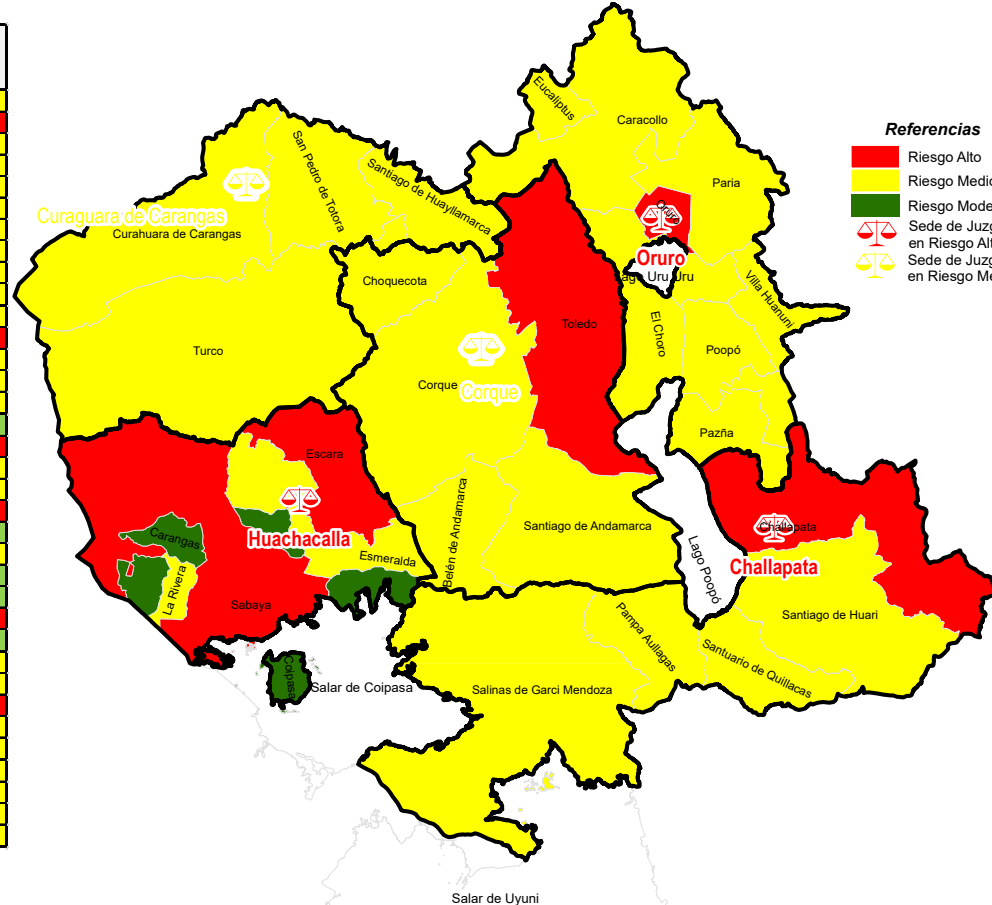 Referencias
Riesgo Alto
Riesgo Medio
Riesgo Mode
Sede de Juzg
en Riesgo Alt
Sede de Juzg
en Riesgo Me
Eucaliptus
Caracollo
Paria
San Pedro de Totora
Santiago de Huayllamarca
Curaguara de Carangas
Curahuara de Carangas
Oruro
Oruro
Lago Uru Uru
Villa Huanuni
Choquecota
Toledo
El Choro
Poopó
Turco
Corque
Corque
Pazña
Escara
Challapata
Challapata
Santiago de Andamarca
Belén de Andamarca
Huachacalla
Carangas
Esmeralda
La Rivera
Sabaya
Lago Poopó
Santiago de Huari
Pampa Aullagas
Santuario de Quillacas
Coipasa
Salar de Coipasa
Salinas de Garci Mendoza
Salar de Uyuni